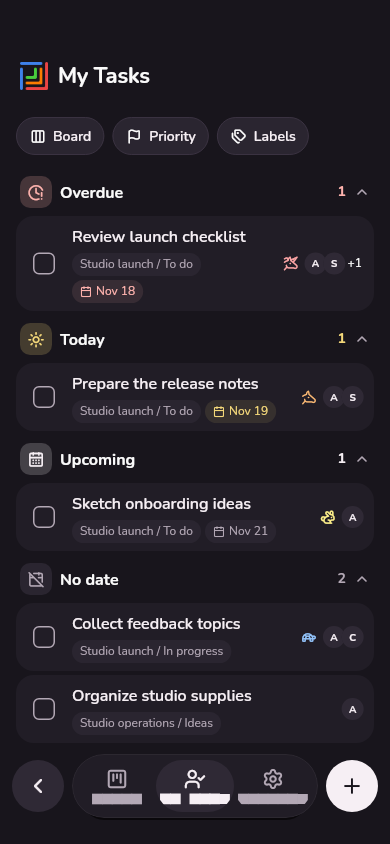 My Tasks
Board
Priority
Labels
Overdue
1
Review launch checklist
Studio launch / To do
A
S
+1
Nov 18
Today
1
Prepare the release notes
Studio launch / To do
Nov 19
A
S
Upcoming
1
Sketch onboarding ideas
Studio launch / To do
Nov 21
A
No date
2
Collect feedback topics
Studio launch / In progress
A
C
Organize studio supplies
Studio operations / Ideas
A